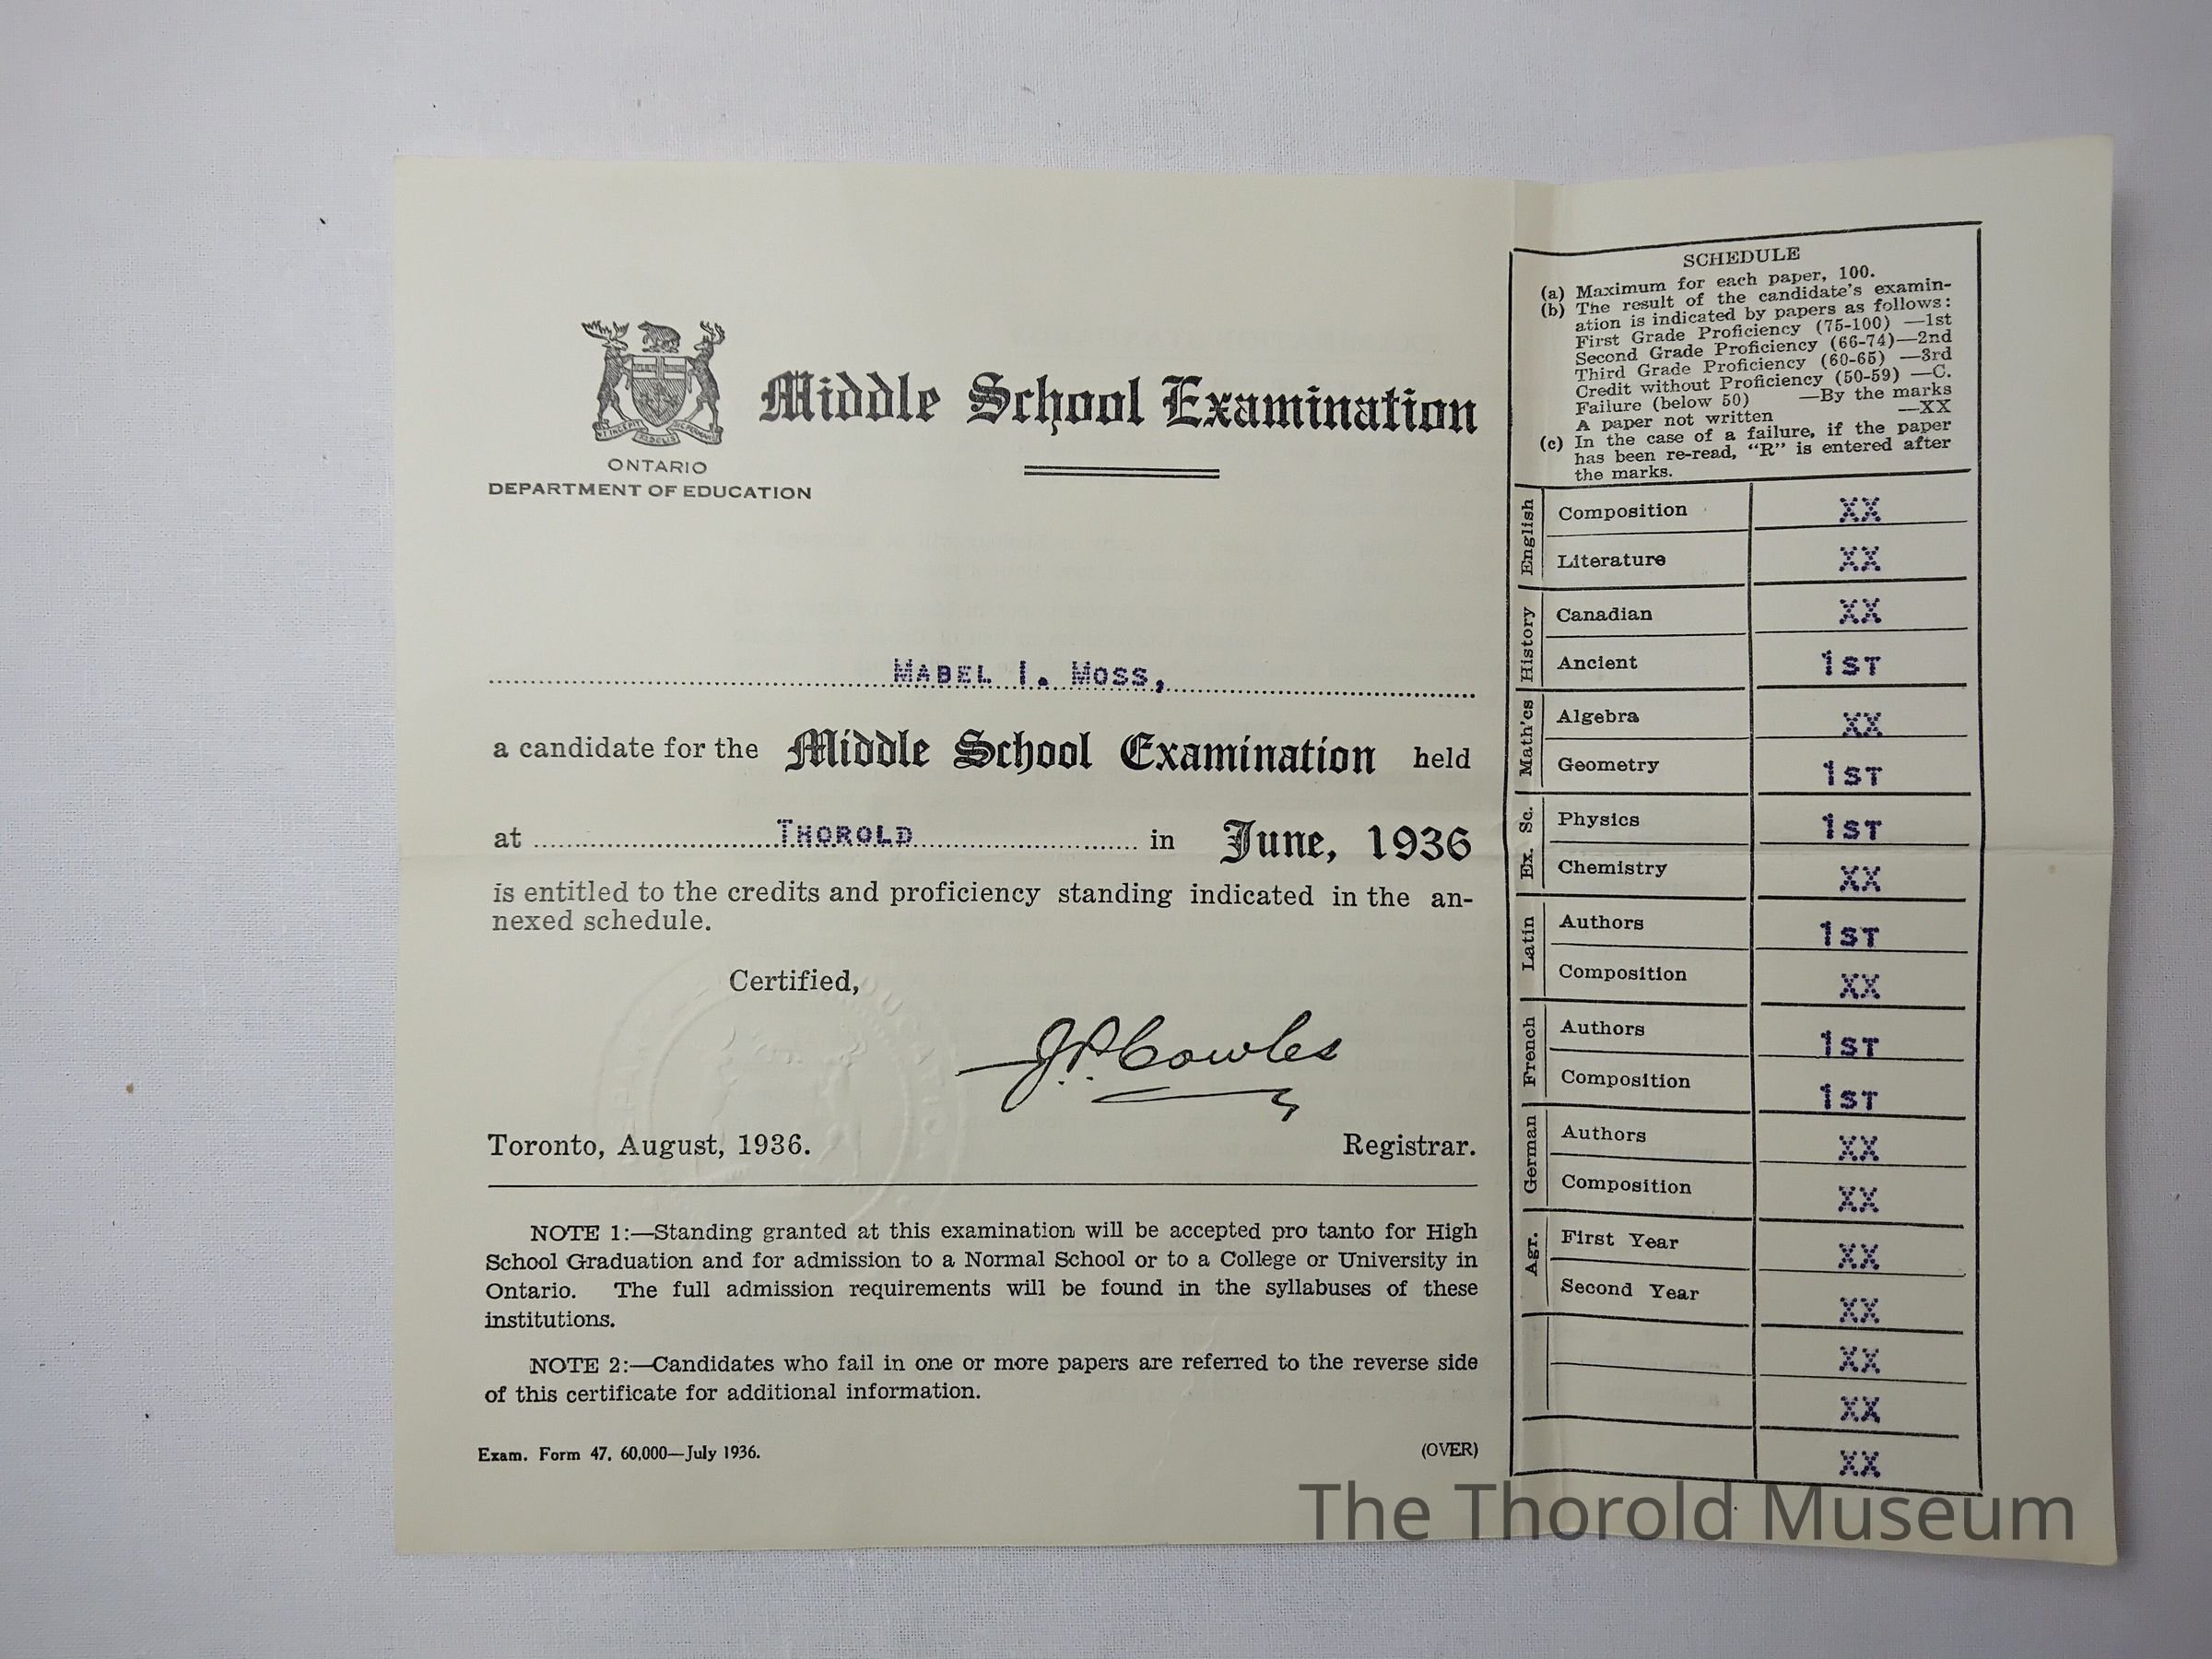 ONTARIO
DEPARTMENT OF EDUCATION
Middle School Examination
MABEL I. MOSS,
a candidate for the Middle School Examination held
at THOROLD in June, 1936
is entitled to the credits and proficiency standing indicated in the an-
nexed schedule.
Certified,
J.P. Cowles
Toronto, August, 1936. Registrar.
NOTE 1:—Standing granted at this examination will be accepted pro tanto for High
School Graduation and for admission to a Normal School or to a College or University in
Ontario. The full admission requirements will be found in the syllabuses of these
institutions.
NOTE 2:—Candidates who fail in one or more papers are referred to the reverse side
of this certificate for additional information.
Exam. Form 47, 60,000—July 1936. (OVER)
SCHEDULE
(a) Maximum for each paper, 100.
(b) The result of the candidate's examin-
ation is indicated by papers as follows:
First Grade Proficiency (75-100) —1st
Second Grade Proficiency (66-74)—2nd
Third Grade Proficiency (60-65) —3rd
Credit without Proficiency (50-59) —C.
Failure (below 50) —By the marks
A paper not written —XX
(c) In the case of a failure, if the paper
has been re-read, "R" is entered after
the marks.
English
Composition XX
Literature XX
History
Canadian XX
Ancient 1ST
Math'cs
Algebra XX
Geometry 1ST
Ex. Sc.
Physics 1ST
Chemistry XX
Latin
Authors 1ST
Composition XX
French
Authors 1ST
Composition 1ST
German
Authors XX
Composition XX
Agr.
First Year XX
Second Year XX
XX
XX
XX
The Thorold Museum